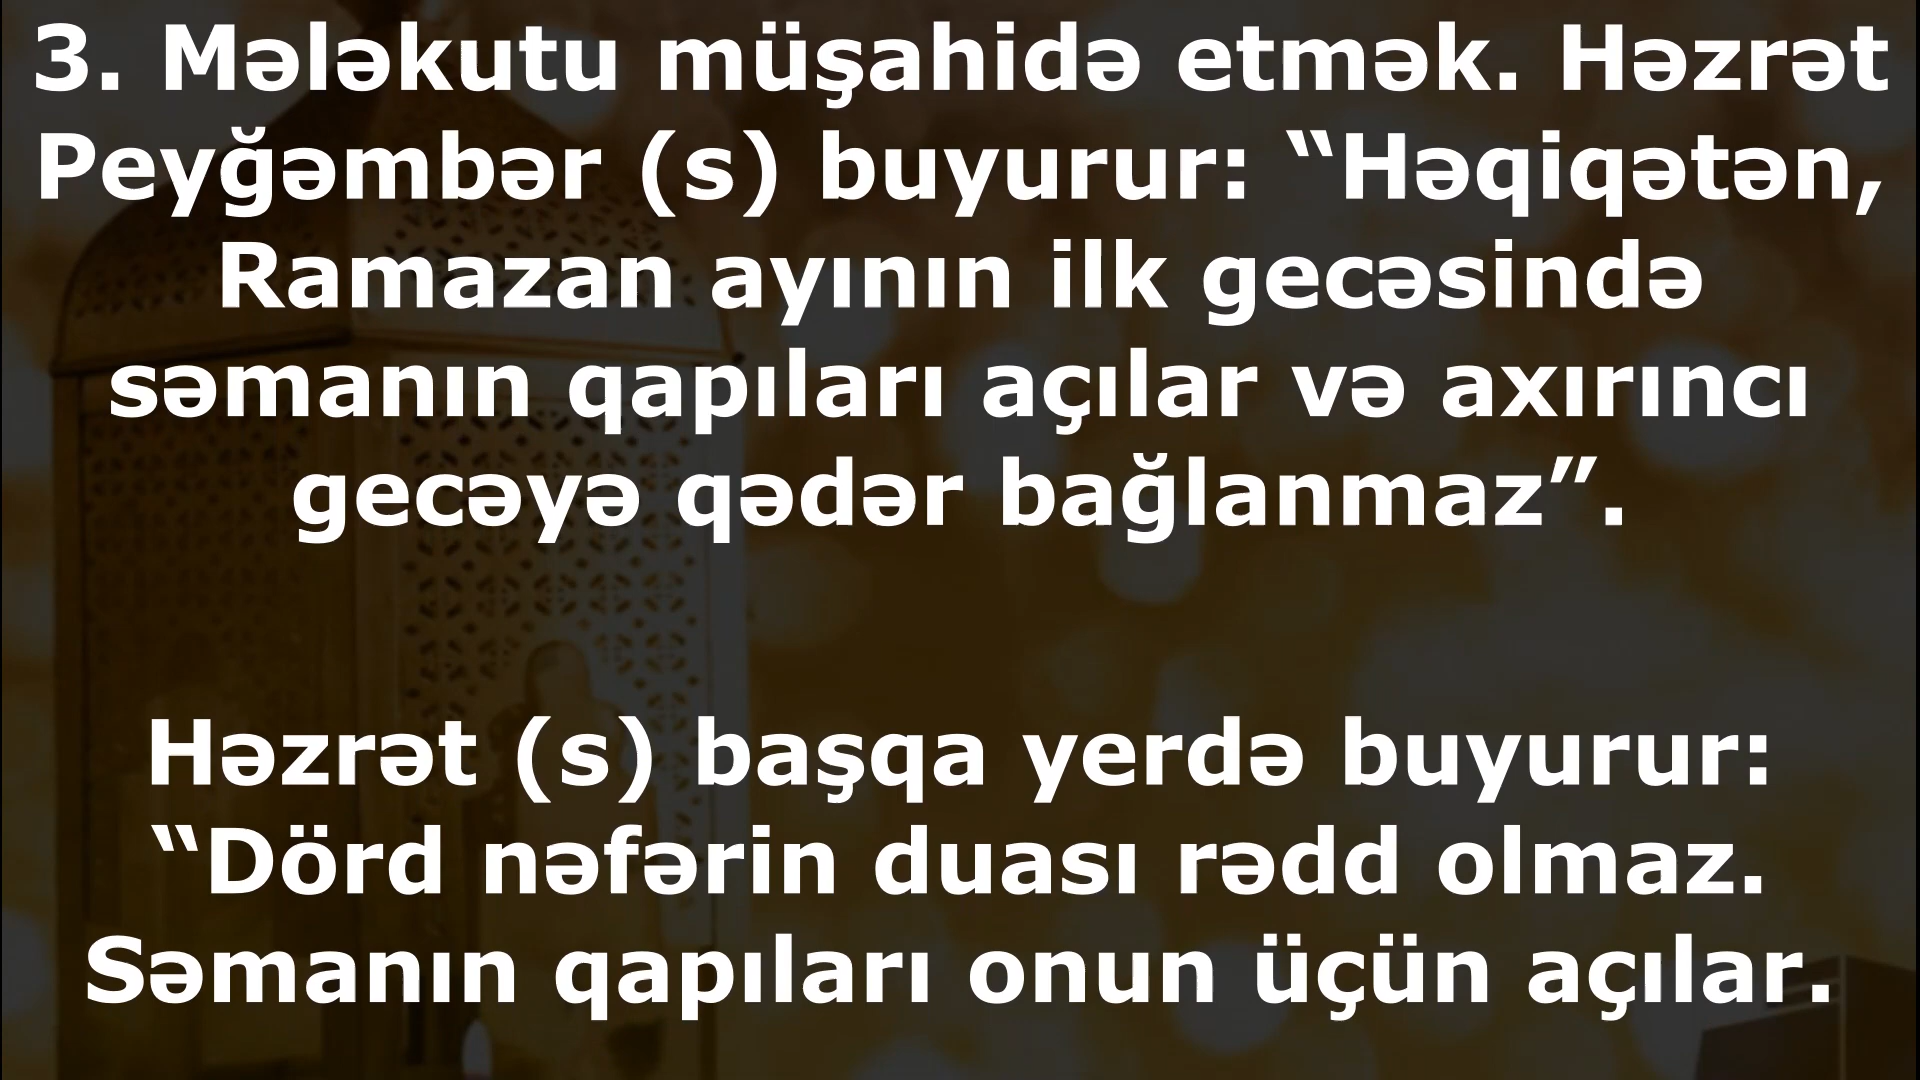 3. Mələkutu müşahidə etmək. Həzrət
Peyğəmbər (s) buyurur: “Həqiqətən,
Ramazan ayının ilk gecəsində
səmanın qapıları açılar və axırıncı
gecəyə qədər bağlanmaz”.
Həzrət (s) başqa yerdə buyurur:
“Dörd nəfərin duası rədd olmaz.
Səmanın qapıları onun üçün açılar.